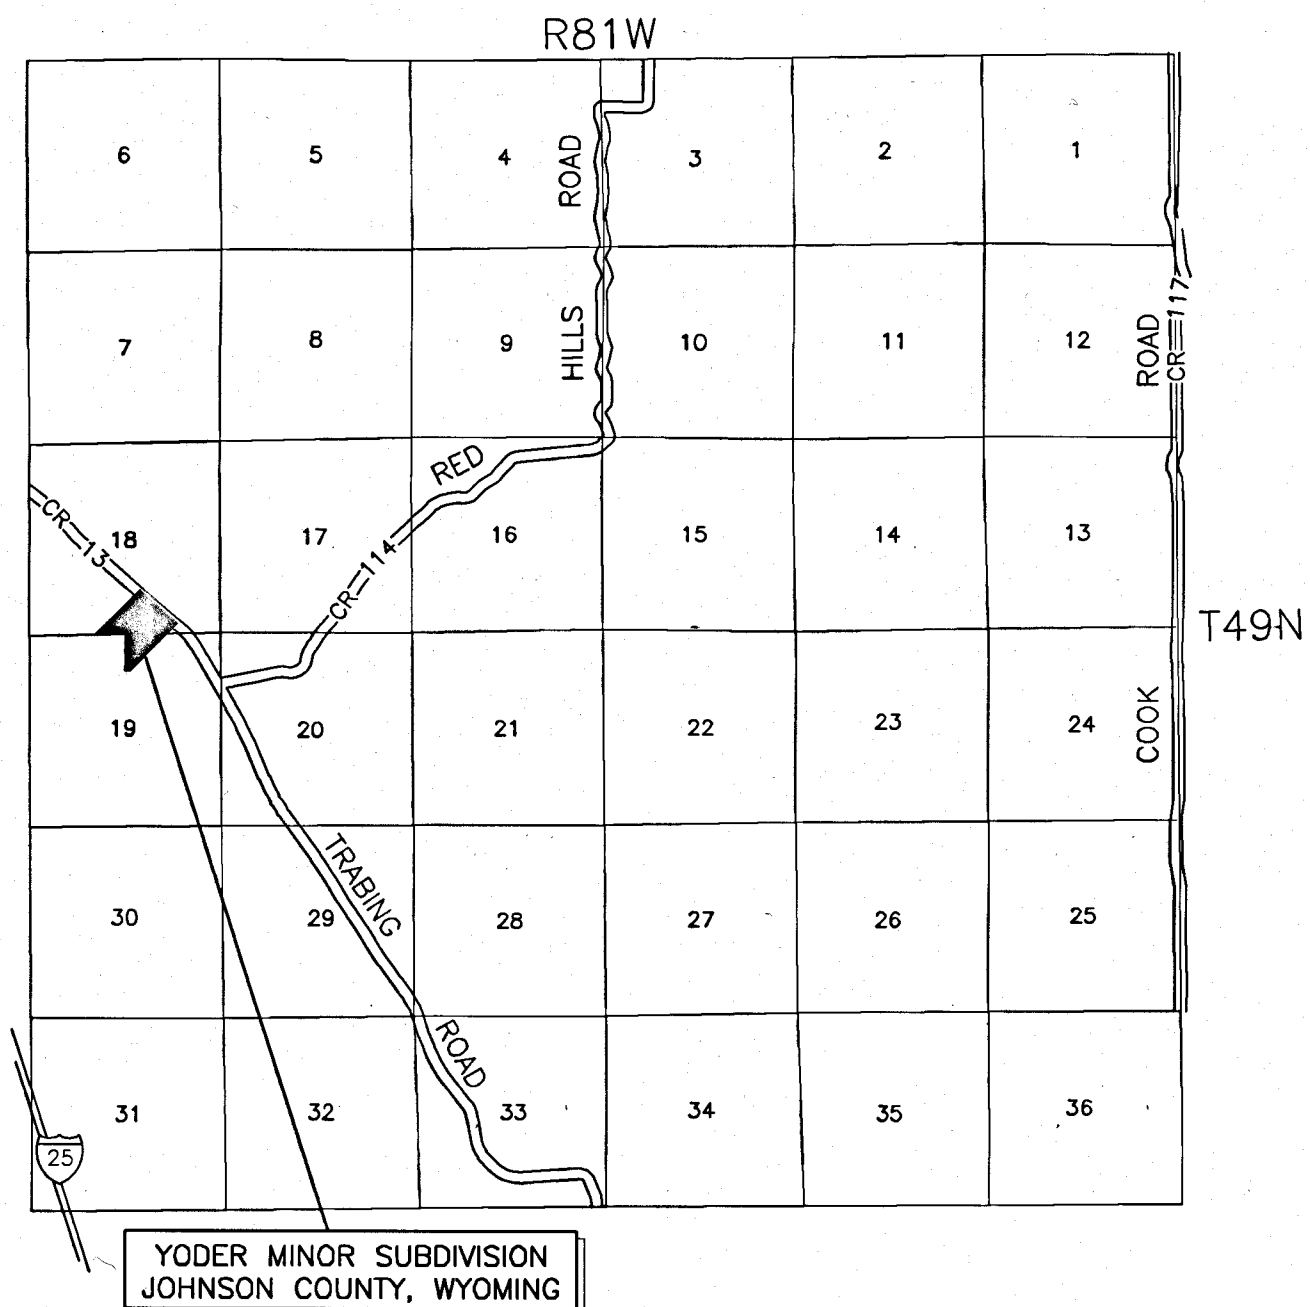 R81W
6 5 4 3 2 1
ROAD
7 8 9 10 11 12
HILLS
ROAD
CR 117
RED
CR 13
18 17 16 15 14 13
CR 114
T49N
19 20 21 22 23 24
COOK
TRABING
30 29 28 27 26 25
ROAD
31 32 33 34 35 36
25
YODER MINOR SUBDIVISION
JOHNSON COUNTY, WYOMING